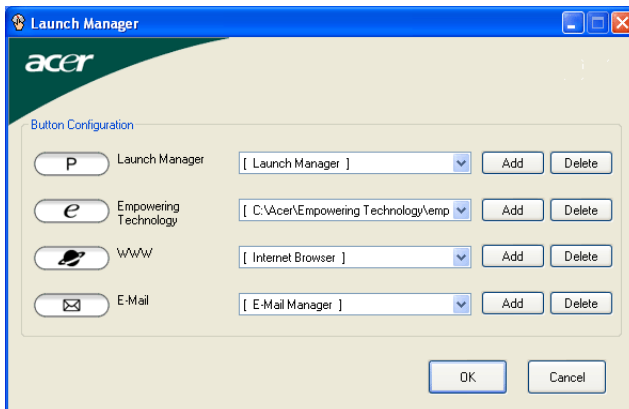 Launch Manager
acer
Button Configuration
P Launch Manager [ Launch Manager ] Add Delete
e Empowering Technology [ C:\Acer\Empowering Technology\emp Add Delete
WWW [ Internet Browser ] Add Delete
E-Mail [ E-Mail Manager ] Add Delete
OK Cancel